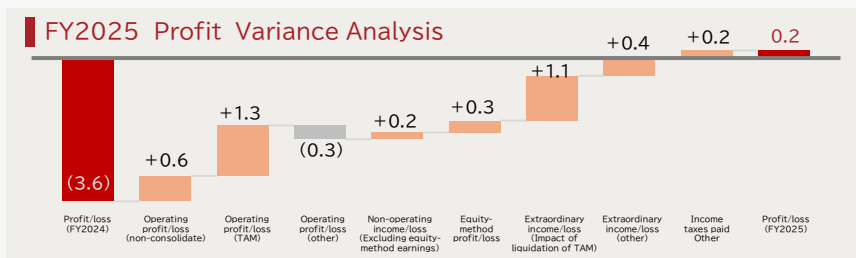 FY2025 Profit Variance Analysis
+0.2
0.2
+0.4
+1.1
+1.3
+0.3
+0.2
(0.3)
+0.6
(3.6)
Profit/loss
(FY2024)
Operating
profit/loss
(non-consolidate)
Operating
profit/loss
(TAM)
Operating
profit/loss
(other)
Non-operating
income/loss
(Excluding equity-
method earnings)
Equity-
method
profit/loss
Extraordinary
income/loss
(Impact of
liquidation of TAM)
Extraordinary
income/loss
(other)
Income
taxes paid
Other
Profit/loss
(FY2025)